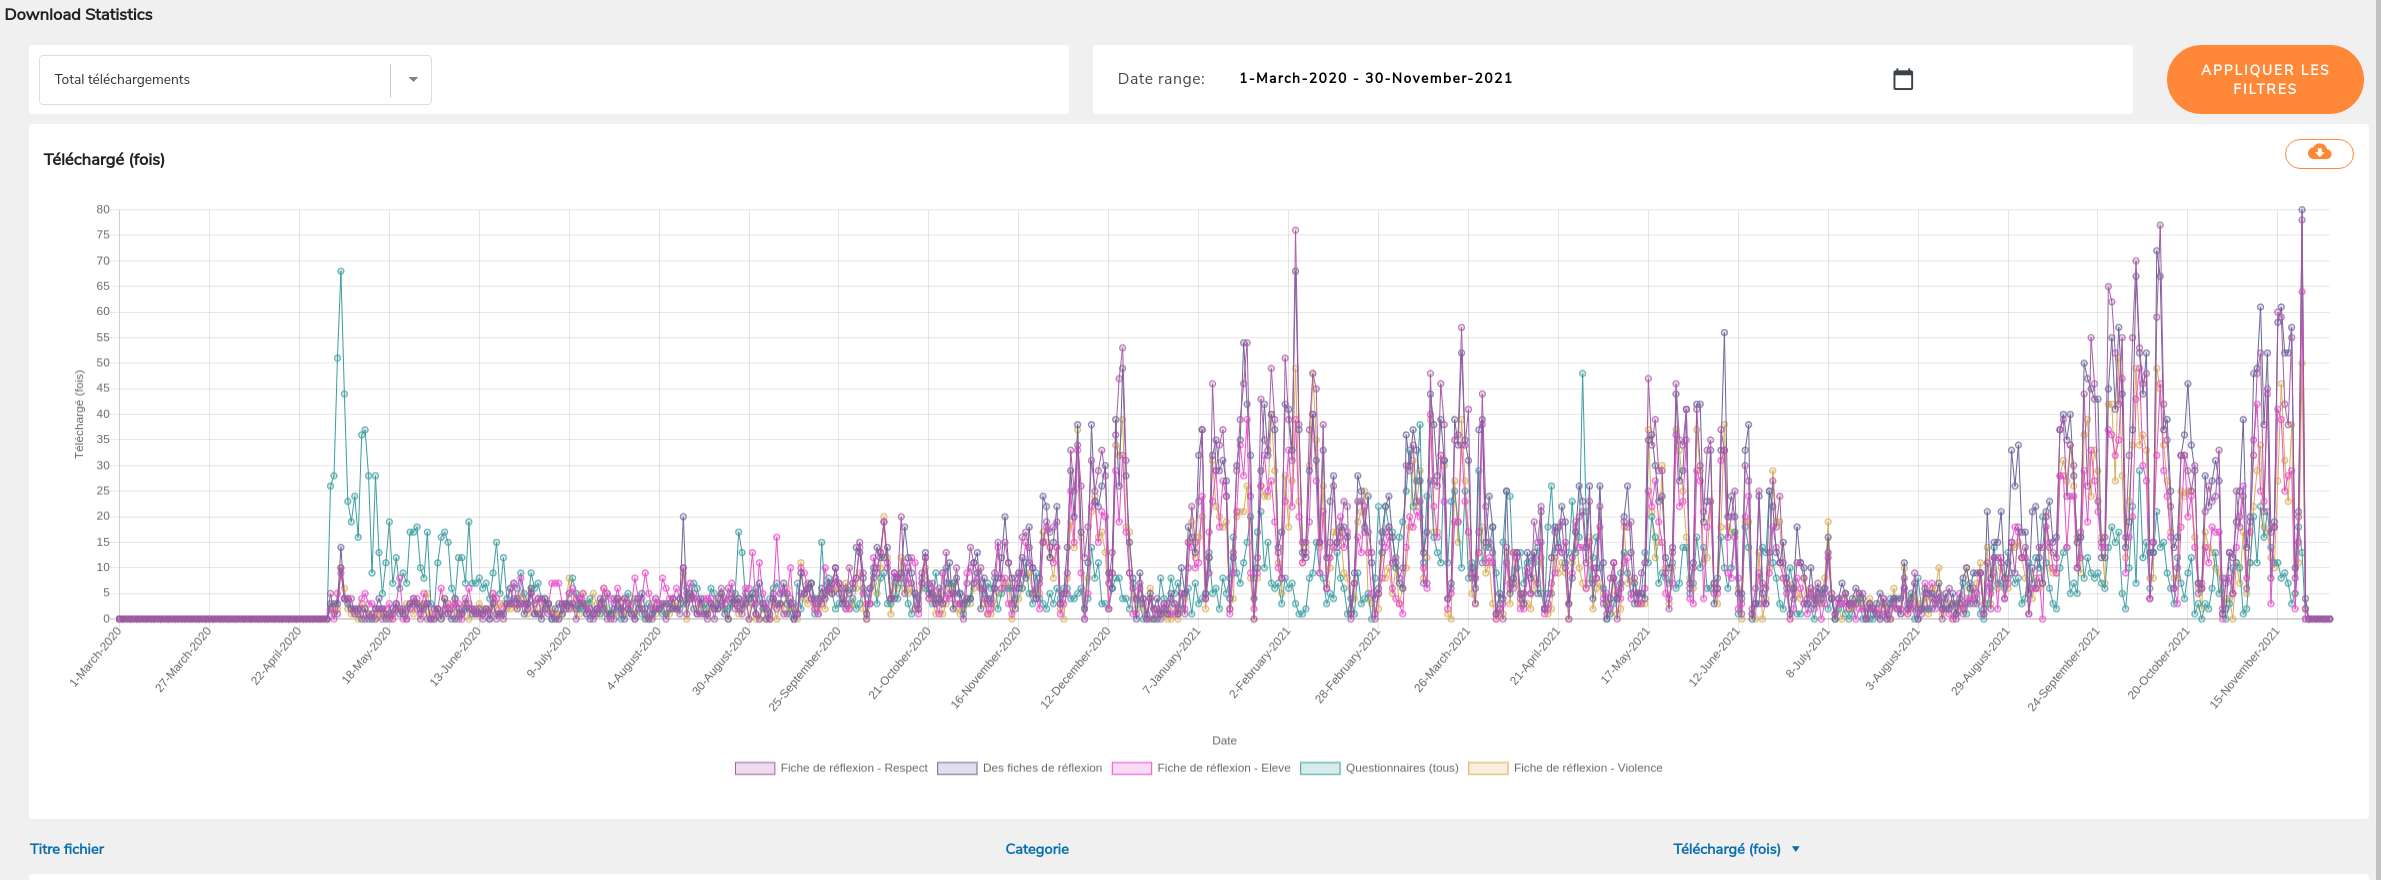 Download Statistics
Total téléchargements
Date range: 1-March-2020 - 30-November-2021
APPLIQUER LES
FILTRES
Téléchargé (fois)
80
75
70
65
60
55
50
45
40
35
30
25
20
15
10
5
0
Téléchargé (fois)
1-March-2020
27-March-2020
22-April-2020
18-May-2020
13-June-2020
9-July-2020
4-August-2020
30-August-2020
25-September-2020
21-October-2020
16-November-2020
12-December-2020
7-January-2021
2-February-2021
28-February-2021
26-March-2021
21-April-2021
17-May-2021
12-June-2021
8-July-2021
3-August-2021
29-August-2021
24-September-2021
20-October-2021
15-November-2021
Date
Fiche de réflexion - Respect Des fiches de réflexion Fiche de réflexion - Eleve Questionnaires (tous) Fiche de réflexion - Violence
Titre fichier Categorie Téléchargé (fois)